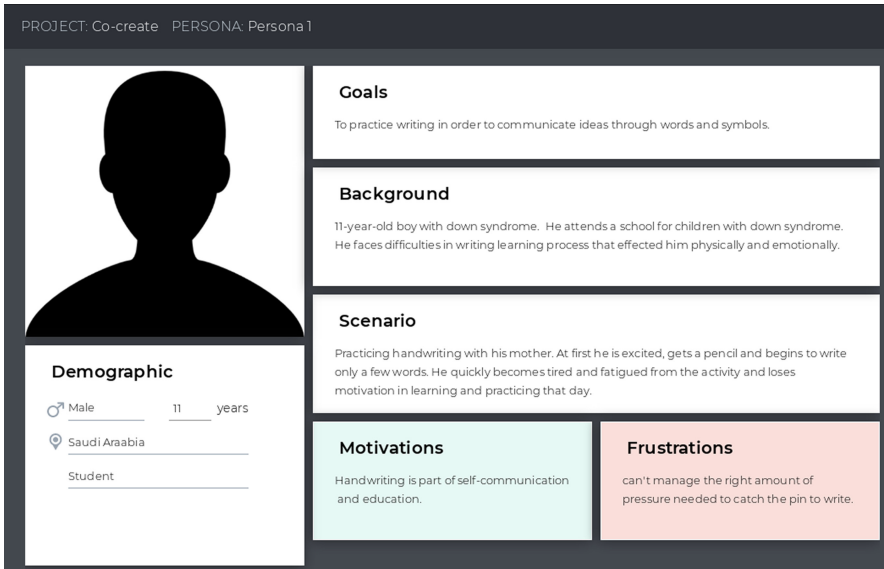 PROJECT: Co-create PERSONA: Persona 1
Goals
To practice writing in order to communicate ideas through words and symbols.
Background
11-year-old boy with down syndrome. He attends a school for children with down syndrome.
He faces difficulties in writing learning process that effected him physically and emotionally.
Scenario
Practicing handwriting with his mother. At first he is excited, gets a pencil and begins to write
only a few words. He quickly becomes tired and fatigued from the activity and loses
motivation in learning and practicing that day.
Demographic
Male 11 years
Saudi Araabia
Student
Motivations
Handwriting is part of self-communication
and education.
Frustrations
can't manage the right amount of
pressure needed to catch the pin to write.